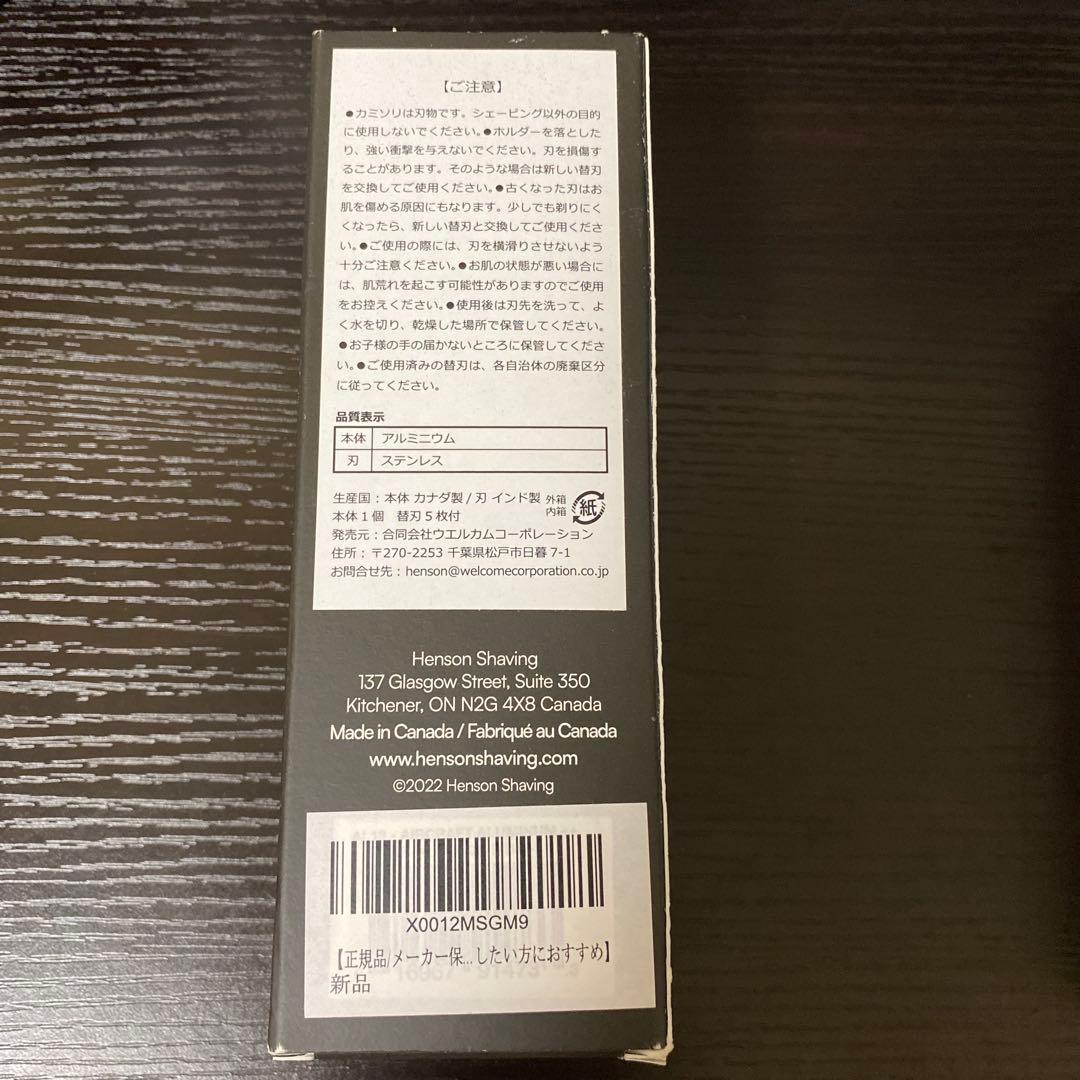 【ご注意】
●カミソリは刃物です。シェービング以外の目的
に使用しないでください。●ホルダーを落とした
り、強い衝撃を与えないでください。刃を損傷す
ることがあります。そのような場合は新しい替刃
を交換してご使用ください。●古くなった刃はお
肌を傷める原因にもなります。少しでも剃りにく
くなったら、新しい替刃と交換してご使用くださ
い。●ご使用の際には、刃を横滑りさせないよう
十分ご注意ください。●お肌の状態が悪い場合に
は、肌荒れを起こす可能性がありますのでご使用
をお控えください。●使用後は刃先を洗って、よ
く水を切り、乾燥した場所で保管してください。
●お子様の手の届かないところに保管してくださ
い。●ご使用済みの替刃は、各自治体の廃棄区分
に従ってください。
品質表示
本体 アルミニウム
刃 ステンレス
生産国：本体 カナダ製 / 刃 インド製
本体１個 替刃５枚付
外箱
内箱
紙
発売元：合同会社ウエルカムコーポレーション
住所：〒270-2253 千葉県松戸市日暮 7-1
お問合せ先：henson@welcomecorporation.co.jp
Henson Shaving
137 Glasgow Street, Suite 350
Kitchener, ON N2G 4X8 Canada
Made in Canada / Fabriqué au Canada
www.hensonshaving.com
©2022 Henson Shaving
X0012MSGM9
【正規品/メーカー保...したい方におすすめ】
新品